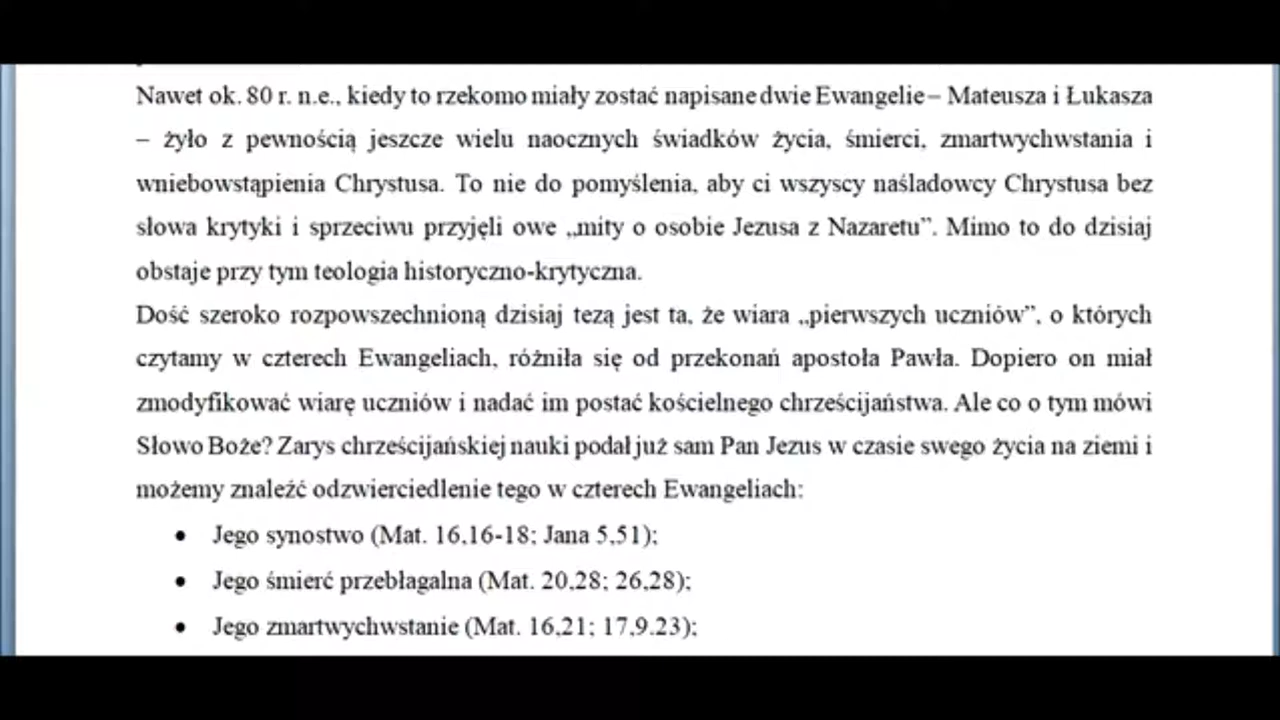 Nawet ok. 80 r. n.e., kiedy to rzekomo miały zostać napisane dwie Ewangelie – Mateusza i Łukasza
– żyło z pewnością jeszcze wielu naocznych świadków życia, śmierci, zmartwychwstania i
wniebowstąpienia Chrystusa. To nie do pomyślenia, aby ci wszyscy naśladowcy Chrystusa bez
słowa krytyki i sprzeciwu przyjęli owe „mity o osobie Jezusa z Nazaretu”. Mimo to do dzisiaj
obstaje przy tym teologia historyczno-krytyczna.
Dość szeroko rozpowszechnioną dzisiaj tezą jest ta, że wiara „pierwszych uczniów”, o których
czytamy w czterech Ewangeliach, różniła się od przekonań apostoła Pawła. Dopiero on miał
zmodyfikować wiarę uczniów i nadać im postać kościelnego chrześcijaństwa. Ale co o tym mówi
Słowo Boże? Zarys chrześcijańskiej nauki podał już sam Pan Jezus w czasie swego życia na ziemi i
możemy znaleźć odzwierciedlenie tego w czterech Ewangeliach:
• Jego synostwo (Mat. 16,16-18; Jana 5,51);
• Jego śmierć przebłagalna (Mat. 20,28; 26,28);
• Jego zmartwychwstanie (Mat. 16,21; 17,9.23);